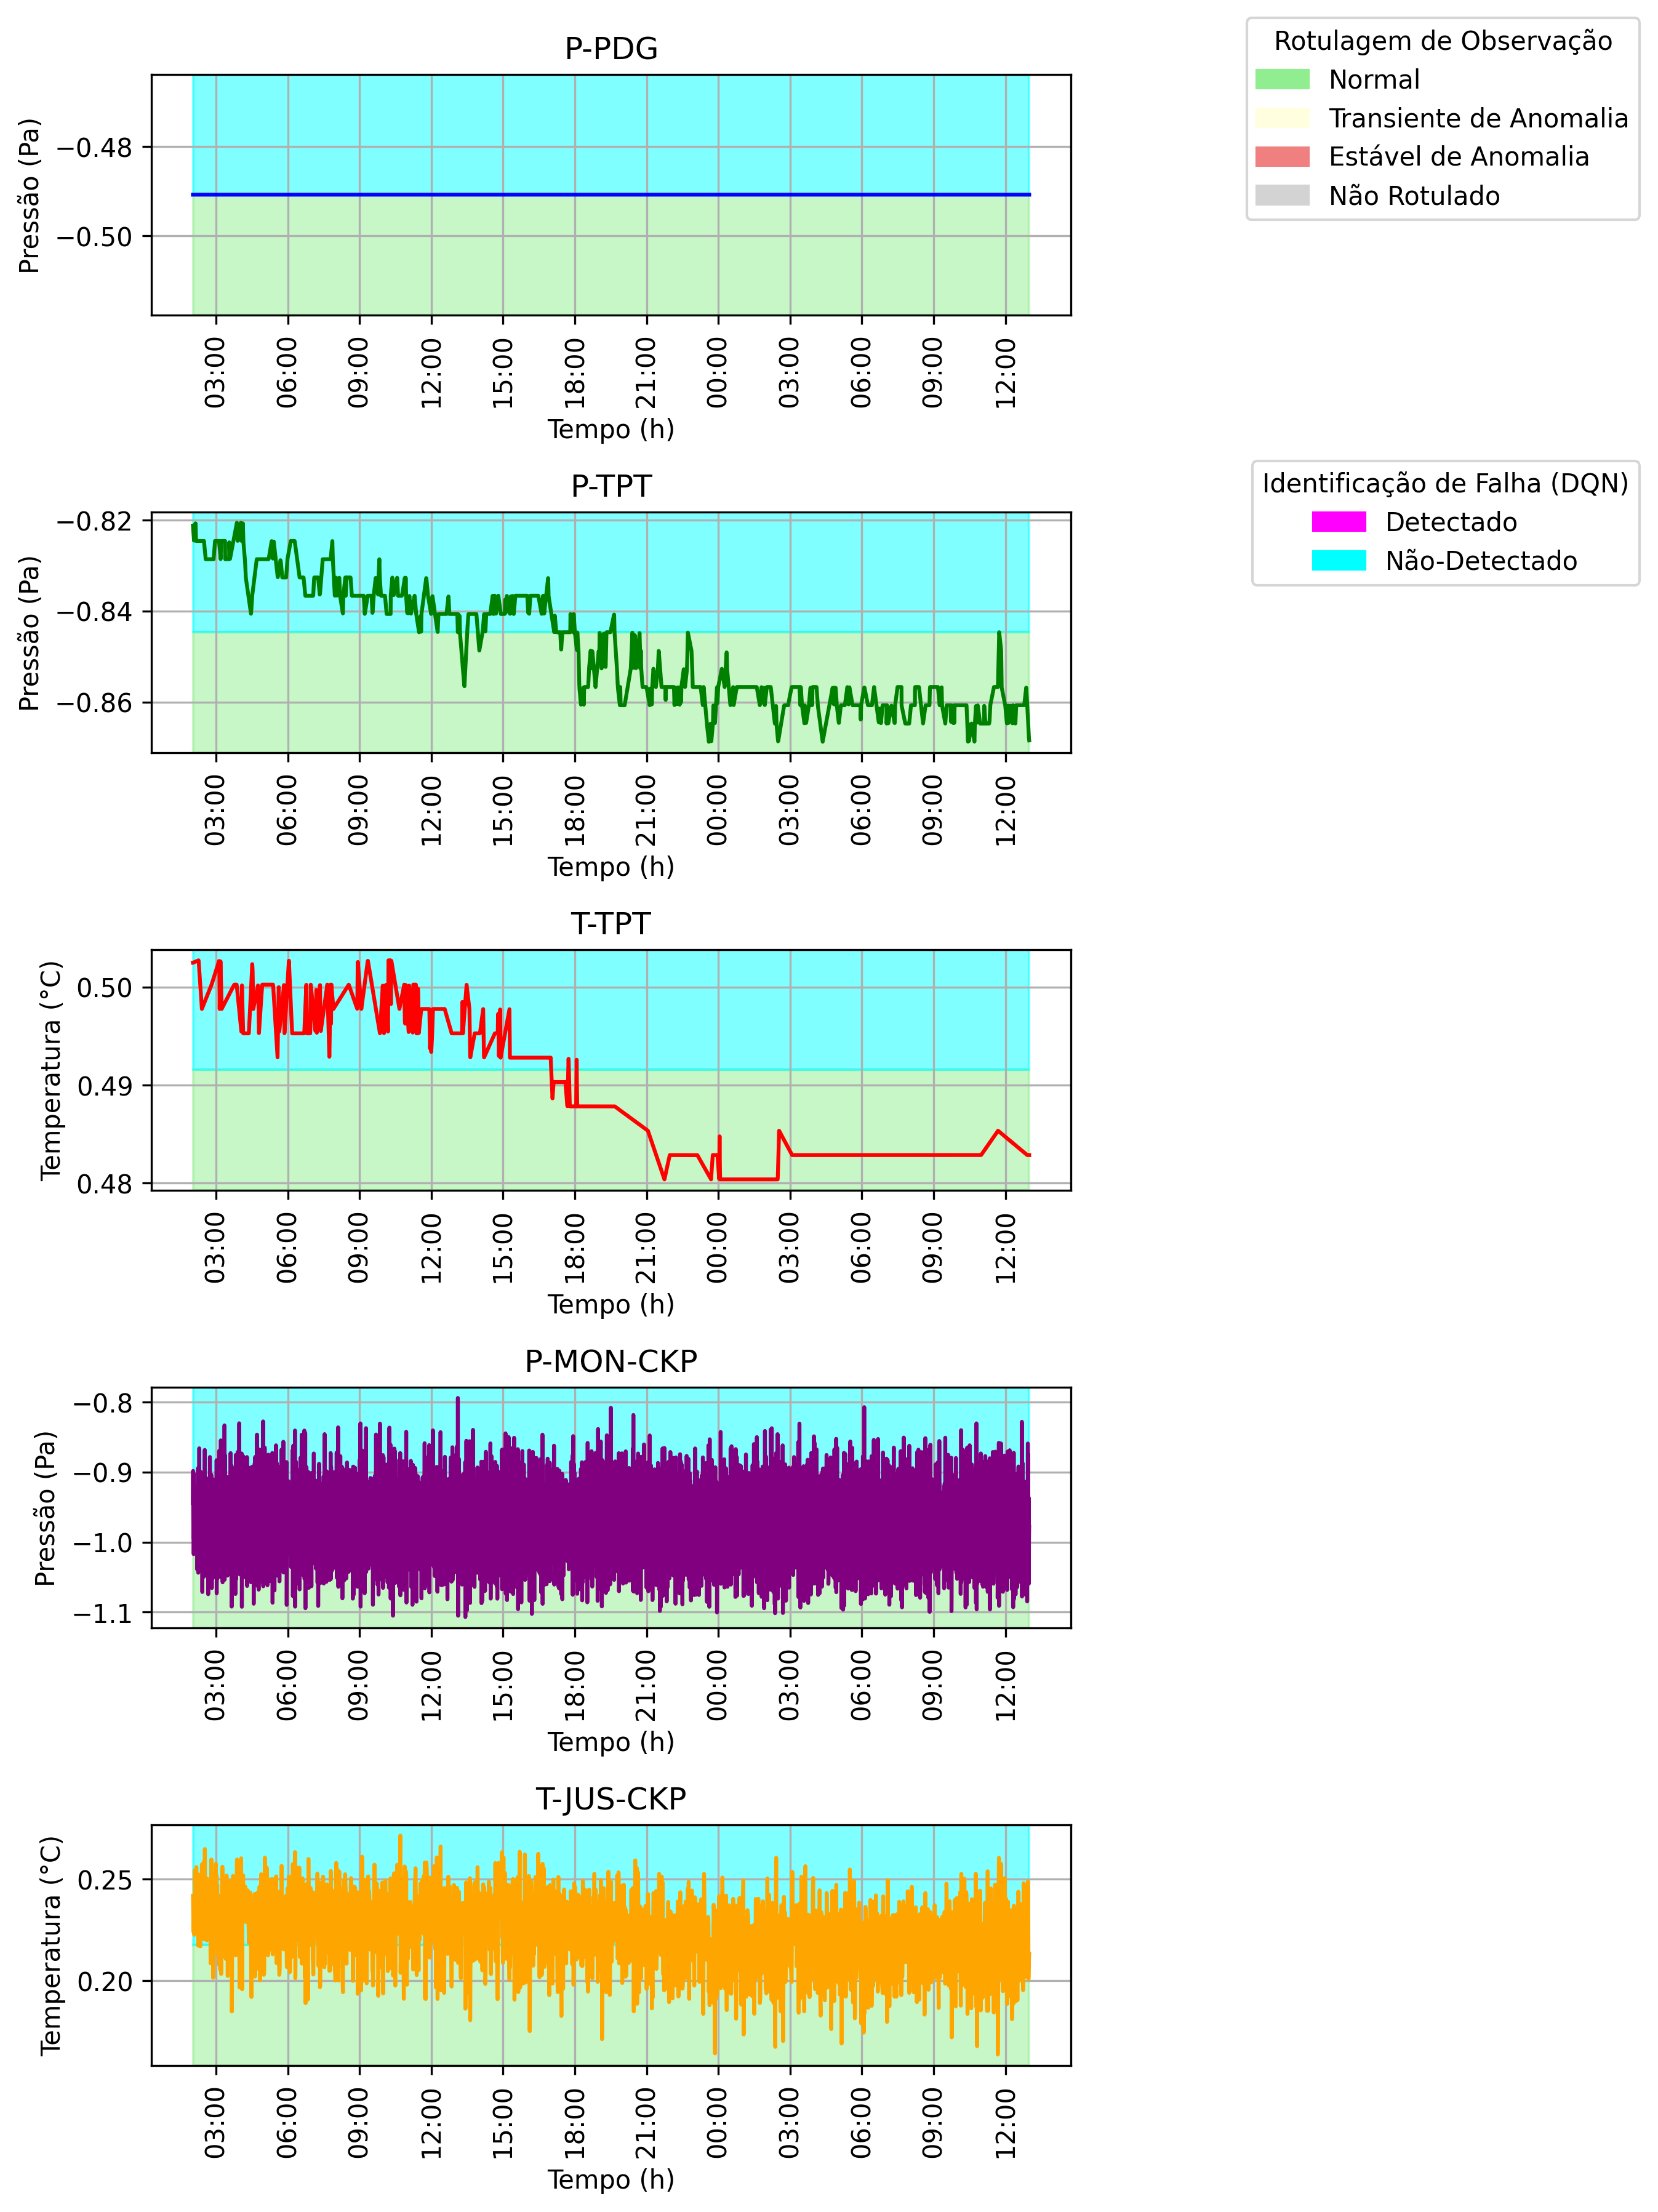 P-PDG
Pressão (Pa)
−0.48
−0.50
03:00 06:00 09:00 12:00 15:00 18:00 21:00 00:00 03:00 06:00 09:00 12:00
Tempo (h)
Rotulagem de Observação
Normal
Transiente de Anomalia
Estável de Anomalia
Não Rotulado
P-TPT
Pressão (Pa)
−0.82
−0.84
−0.86
03:00 06:00 09:00 12:00 15:00 18:00 21:00 00:00 03:00 06:00 09:00 12:00
Tempo (h)
Identificação de Falha (DQN)
Detectado
Não-Detectado
T-TPT
Temperatura (°C)
0.50
0.49
0.48
03:00 06:00 09:00 12:00 15:00 18:00 21:00 00:00 03:00 06:00 09:00 12:00
Tempo (h)
P-MON-CKP
Pressão (Pa)
−0.8
−0.9
−1.0
−1.1
03:00 06:00 09:00 12:00 15:00 18:00 21:00 00:00 03:00 06:00 09:00 12:00
Tempo (h)
T-JUS-CKP
Temperatura (°C)
0.25
0.20
03:00 06:00 09:00 12:00 15:00 18:00 21:00 00:00 03:00 06:00 09:00 12:00
Tempo (h)